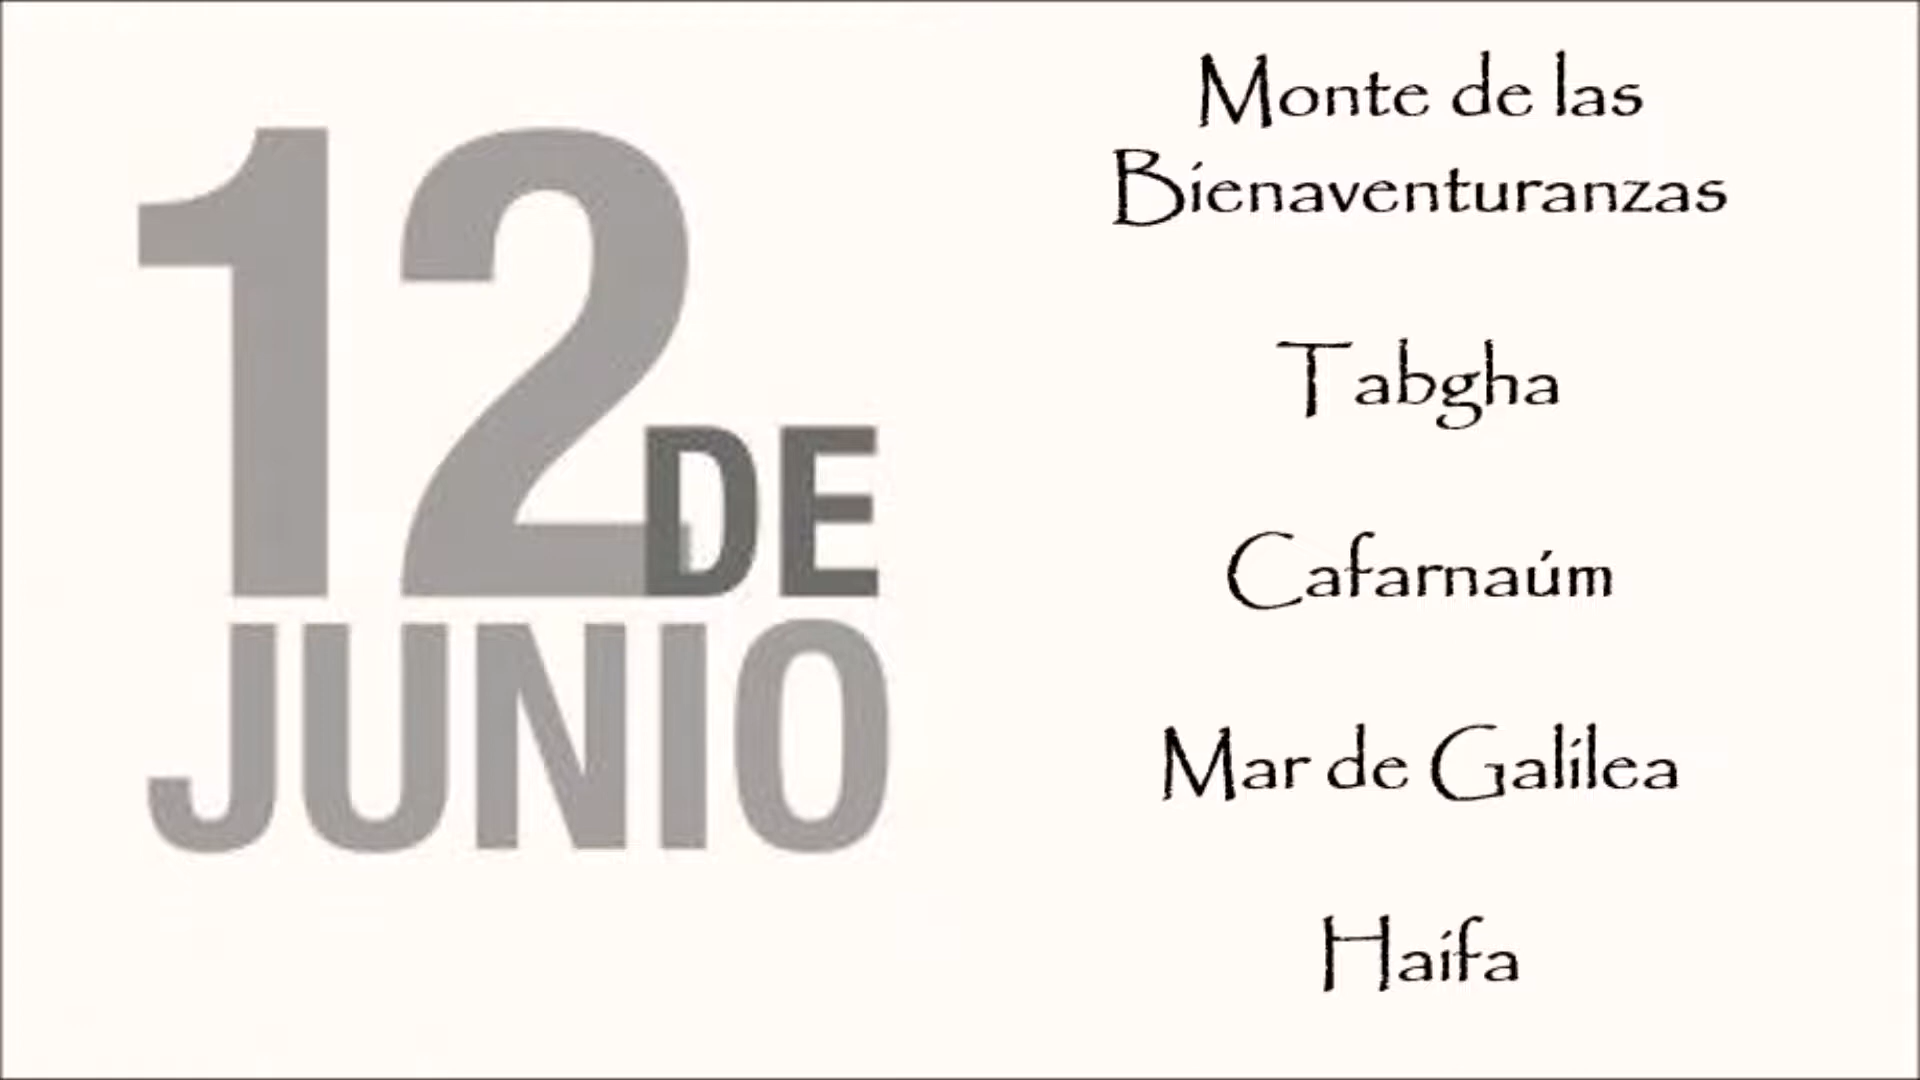 12
DE
JUNIO
Monte de las
Bienaventuranzas
Tabgha
Cafarnaúm
Mar de Galilea
Haifa